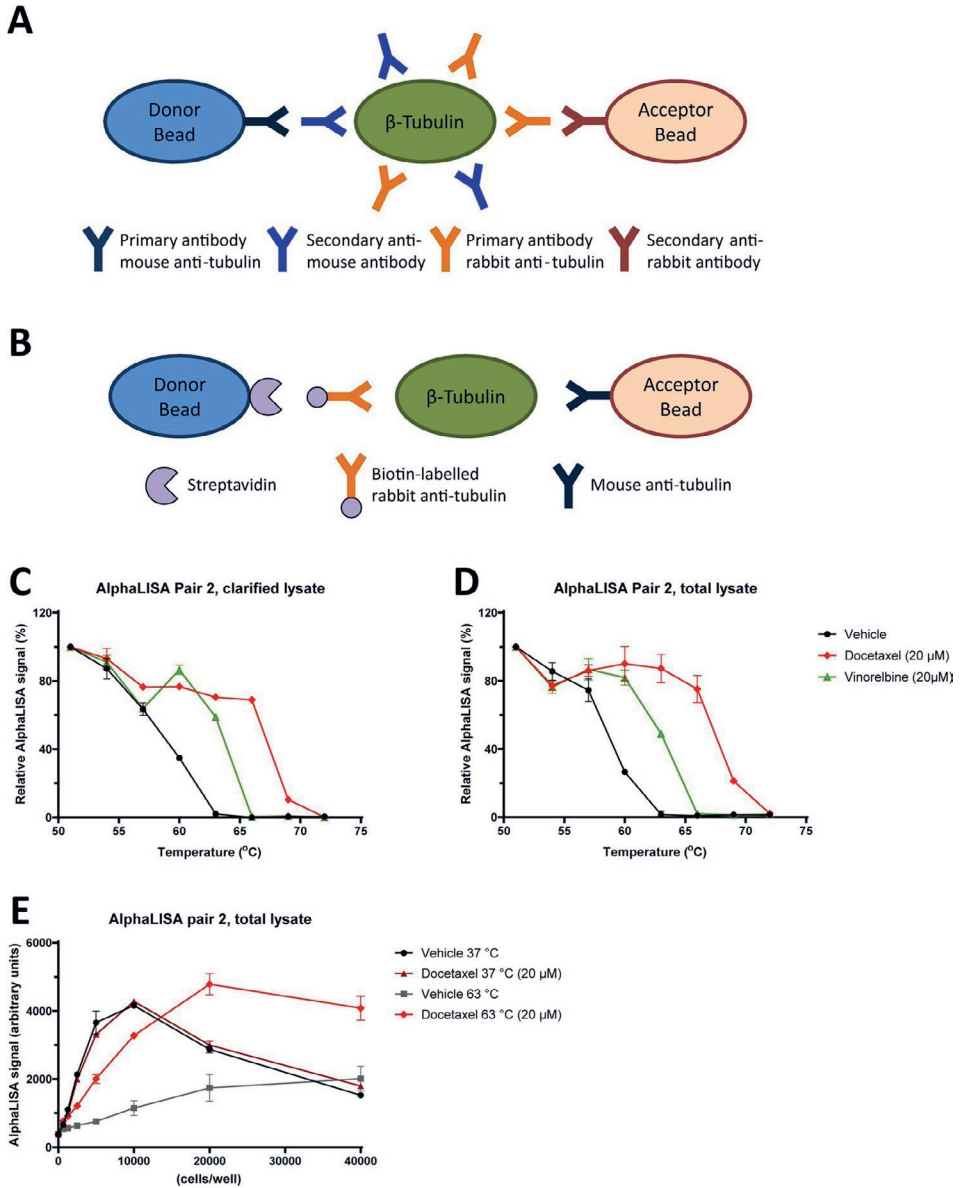 A
Donor
Bead
β-Tubulin
Acceptor
Bead
Primary antibody
mouse anti-tubulin
Secondary anti-
mouse antibody
Primary antibody
rabbit anti-tubulin
Secondary anti-
rabbit antibody
B
Donor
Bead
β-Tubulin
Acceptor
Bead
Streptavidin
Biotin-labelled
rabbit anti-tubulin
Mouse anti-tubulin
C
AlphaLISA Pair 2, clarified lysate
Relative AlphaLISA signal (%)
120
80
40
0
50 55 60 65 70 75
Temperature (°C)
D
AlphaLISA Pair 2, total lysate
Relative AlphaLISA signal (%)
120
80
40
0
50 55 60 65 70 75
Temperature (°C)
Vehicle
Docetaxel (20 µM)
Vinorelbine (20µM)
E
AlphaLISA pair 2, total lysate
AlphaLISA signal (arbitrary units)
6000
4000
2000
0
0 10000 20000 30000 40000
(cells/well)
Vehicle 37 °C
Docetaxel 37 °C (20 µM)
Vehicle 63 °C
Docetaxel 63 °C (20 µM)